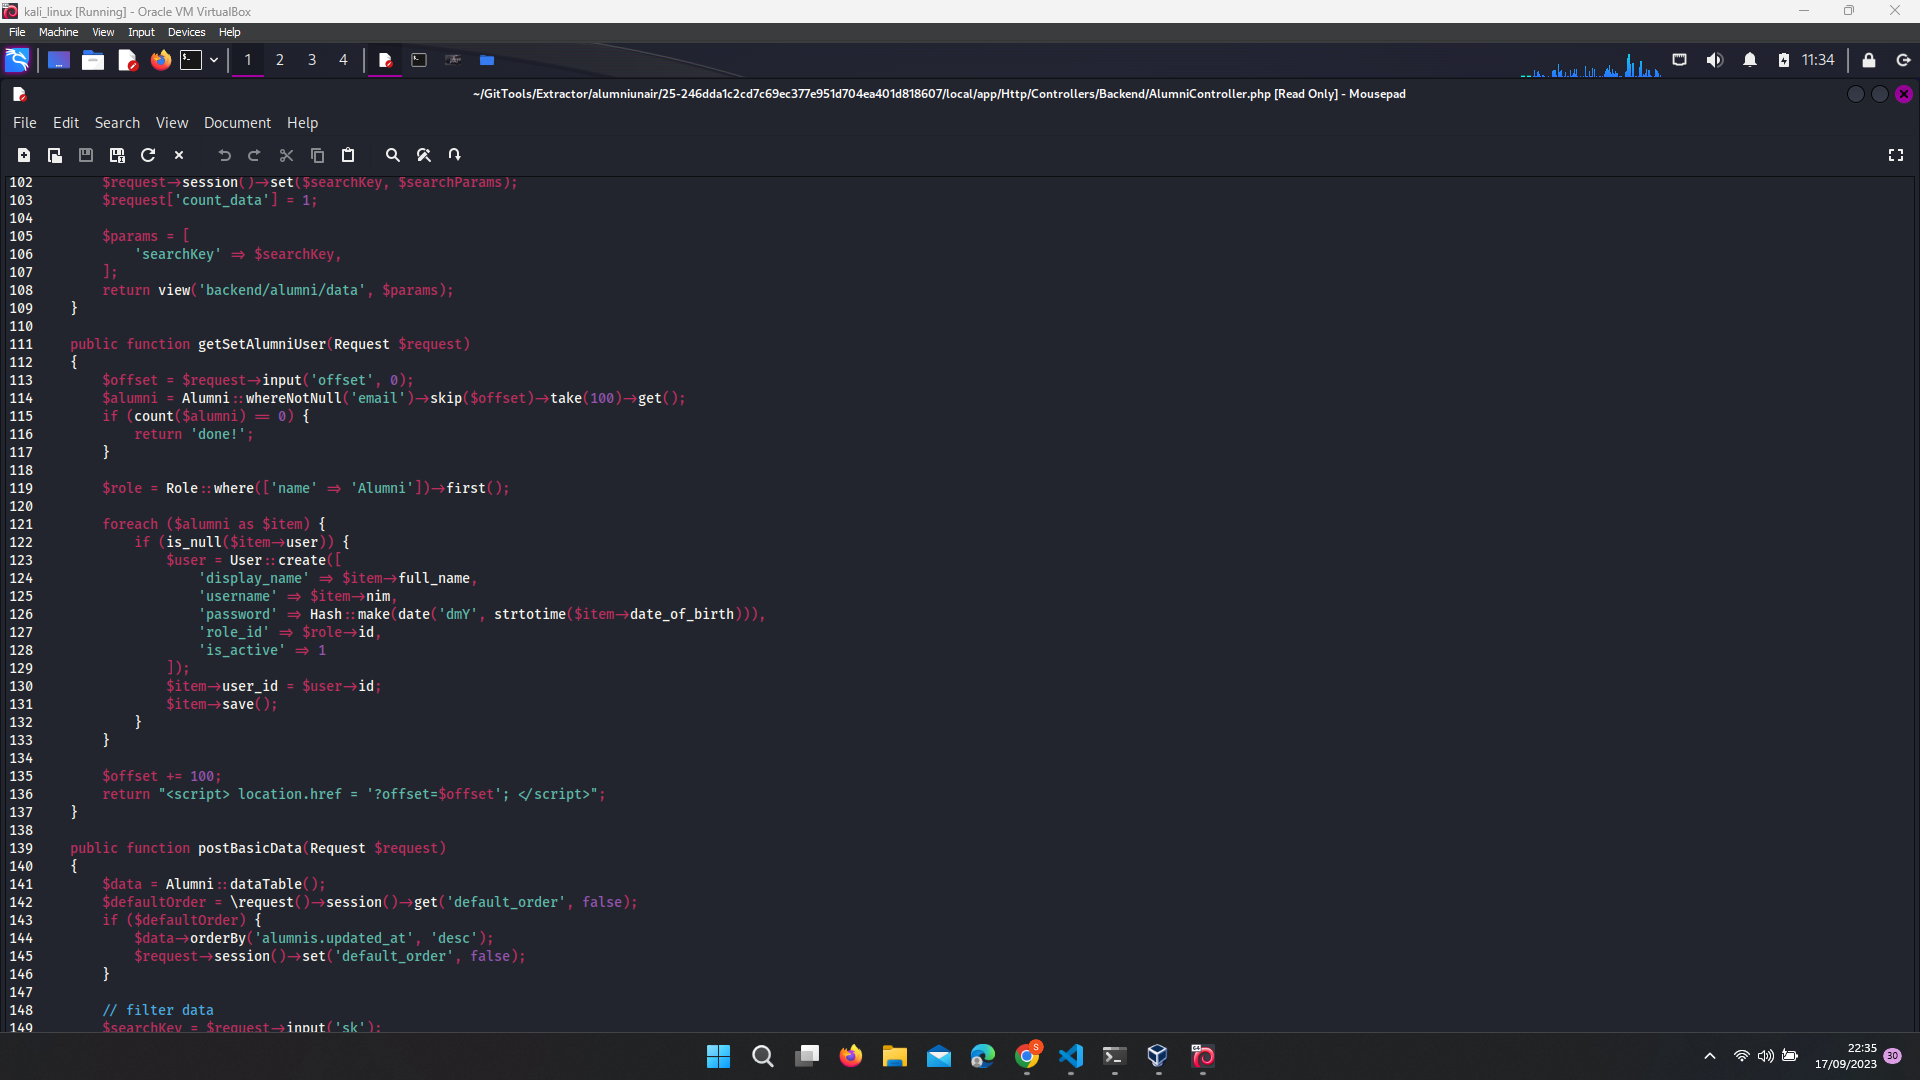 kali_linux [Running] - Oracle VM VirtualBox
File Machine View Input Devices Help
1 2 3 4 11:34
~/GitTools/Extractor/alumniunair/25-246dda1c2cd7c69ec377e951d704ea401d818607/local/app/Http/Controllers/Backend/AlumniController.php [Read Only] - Mousepad
File Edit Search View Document Help
102 $request->session()->set($searchKey, $searchParams);
103 $request['count_data'] = 1;
104
105 $params = [
106 'searchKey' => $searchKey,
107 ];
108 return view('backend/alumni/data', $params);
109 }
110
111 public function getSetAlumniUser(Request $request)
112 {
113 $offset = $request->input('offset', 0);
114 $alumni = Alumni::whereNotNull('email')->skip($offset)->take(100)->get();
115 if (count($alumni) == 0) {
116 return 'done!';
117 }
118
119 $role = Role::where(['name' => 'Alumni'])->first();
120
121 foreach ($alumni as $item) {
122 if (is_null($item->user)) {
123 $user = User::create([
124 'display_name' => $item->full_name,
125 'username' => $item->nim,
126 'password' => Hash::make(date('dmY', strtotime($item->date_of_birth))),
127 'role_id' => $role->id,
128 'is_active' => 1
129 ]);
130 $item->user_id = $user->id;
131 $item->save();
132 }
133 }
134
135 $offset += 100;
136 return "<script> location.href = '?offset=$offset'; </script>";
137 }
138
139 public function postBasicData(Request $request)
140 {
141 $data = Alumni::dataTable();
142 $defaultOrder = \request()->session()->get('default_order', false);
143 if ($defaultOrder) {
144 $data->orderBy('alumnis.updated_at', 'desc');
145 $request->session()->set('default_order', false);
146 }
147
148 // filter data
149 $searchKey = $request->input('sk');
22:35
17/09/2023 30